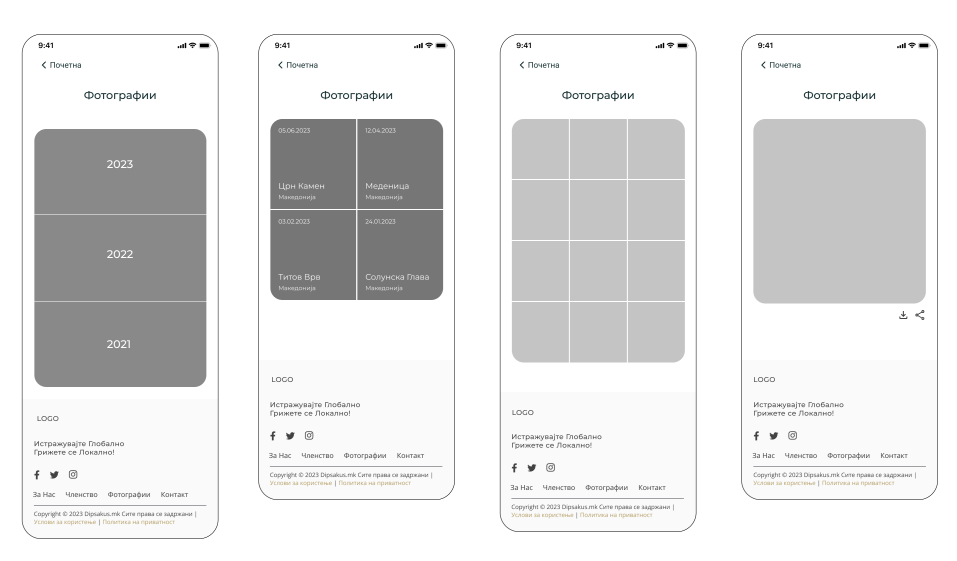 9:41
Почетна
Фотографии
2023
2022
2021
LOGO
Истражувајте Глобално
Грижете се Локално!
За Нас Членство Фотографии Контакт
Copyright © 2023 Dipsakus.mk Сите права се задржани |
Услови за користење | Политика на приватност
9:41
Почетна
Фотографии
05.06.2023 12.04.2023
Црн Камен Меденица
Македонија Македонија
03.02.2023 24.01.2023
Титов Врв Солунска Глава
Македонија Македонија
LOGO
Истражувајте Глобално
Грижете се Локално!
За Нас Членство Фотографии Контакт
Copyright © 2023 Dipsakus.mk Сите права се задржани |
Услови за користење | Политика на приватност
9:41
Почетна
Фотографии
LOGO
Истражувајте Глобално
Грижете се Локално!
За Нас Членство Фотографии Контакт
Copyright © 2023 Dipsakus.mk Сите права се задржани |
Услови за користење | Политика на приватност
9:41
Почетна
Фотографии
LOGO
Истражувајте Глобално
Грижете се Локално!
За Нас Членство Фотографии Контакт
Copyright © 2023 Dipsakus.mk Сите права се задржани |
Услови за користење | Политика на приватност